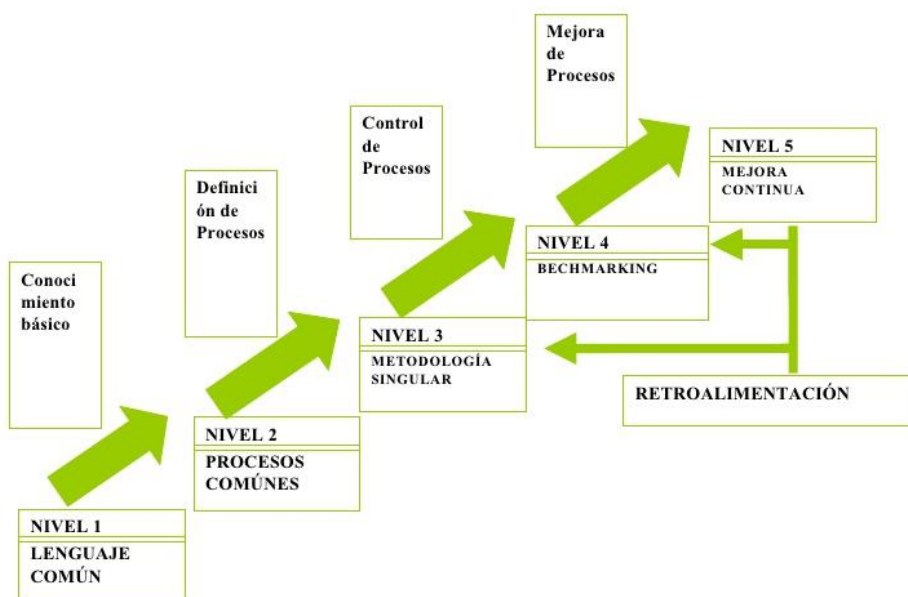 Mejora
de
Procesos
Control
de
Procesos
Definici
ón de
Procesos
Conoci
miento
básico
NIVEL 5
MEJORA
CONTINUA
NIVEL 4
BECHMARKING
NIVEL 3
METODOLOGÍA
SINGULAR
RETROALIMENTACIÓN
NIVEL 2
PROCESOS
COMÚNES
NIVEL 1
LENGUAJE
COMÚN